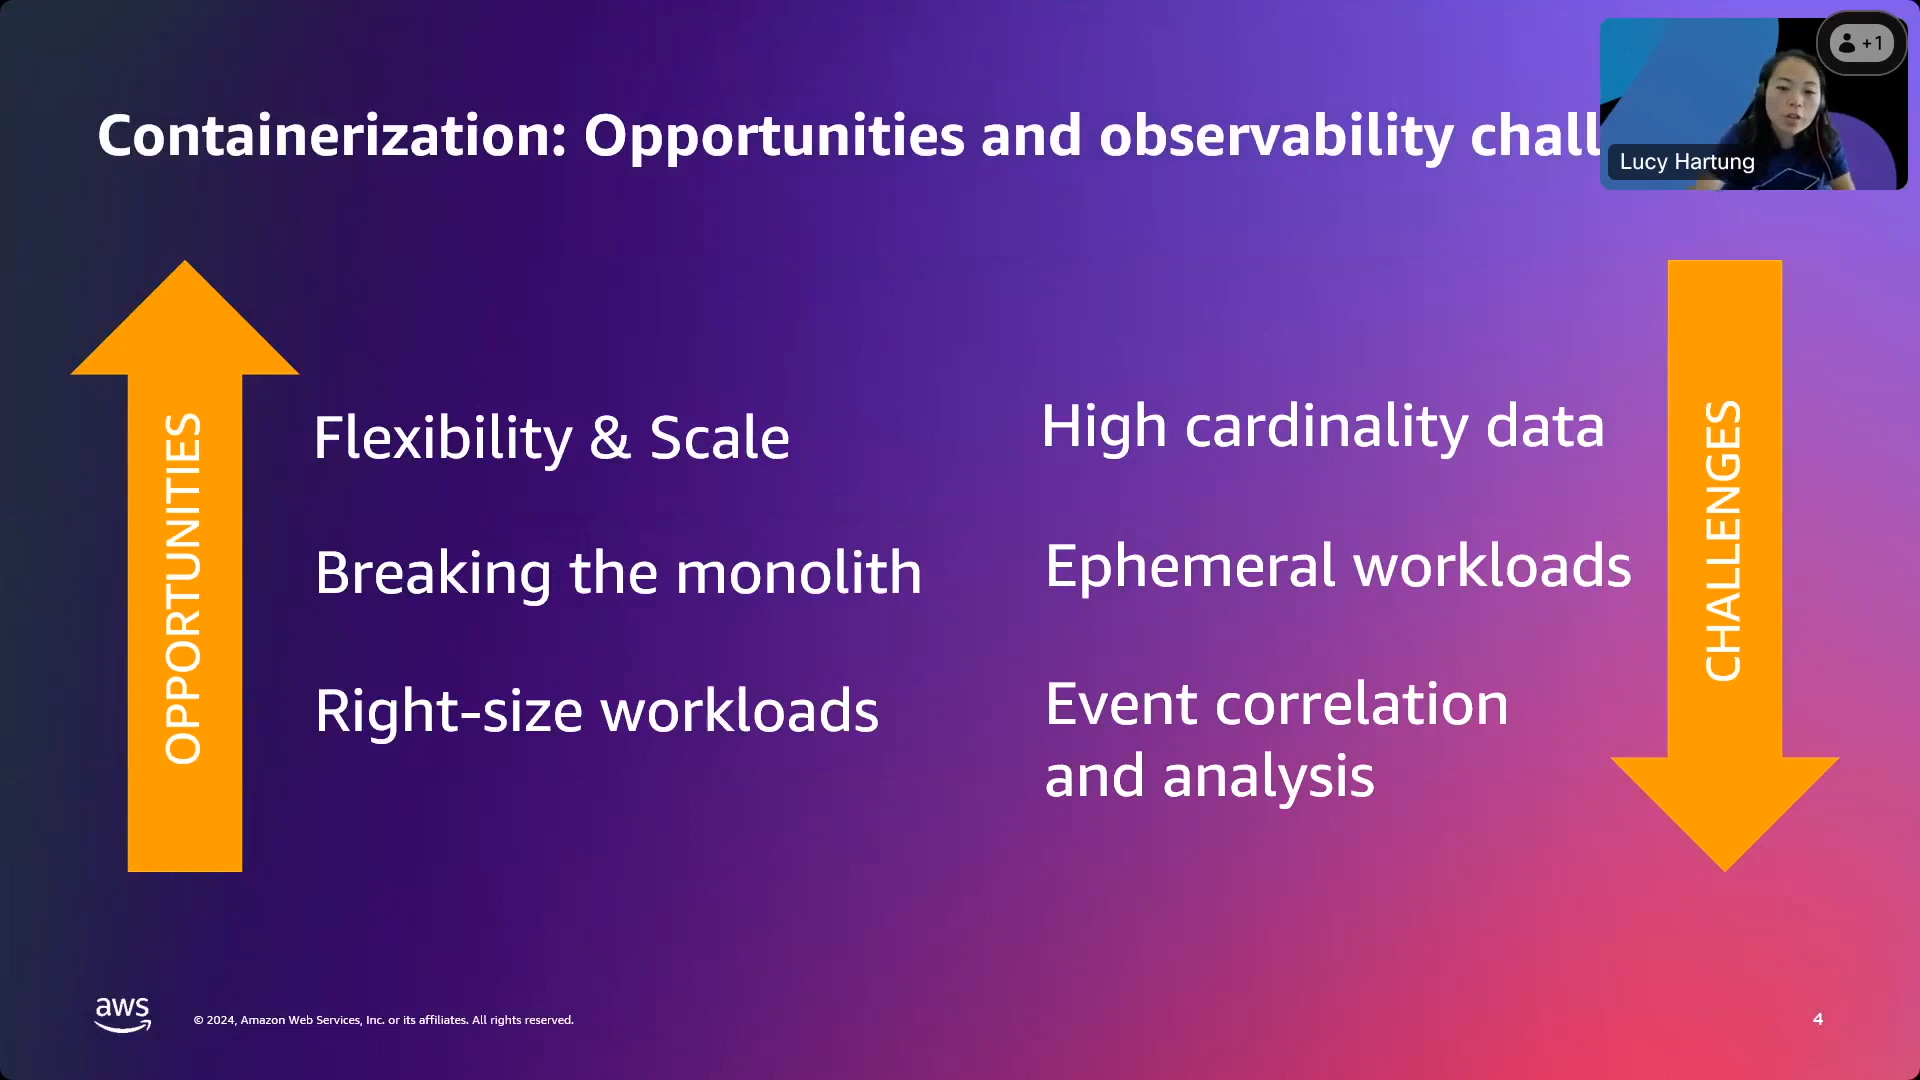 Containerization: Opportunities and observability chall
+1
Lucy Hartung
OPPORTUNITIES
Flexibility & Scale
Breaking the monolith
Right-size workloads
High cardinality data
Ephemeral workloads
Event correlation
and analysis
CHALLENGES
aws
© 2024, Amazon Web Services, Inc. or its affiliates. All rights reserved.
4